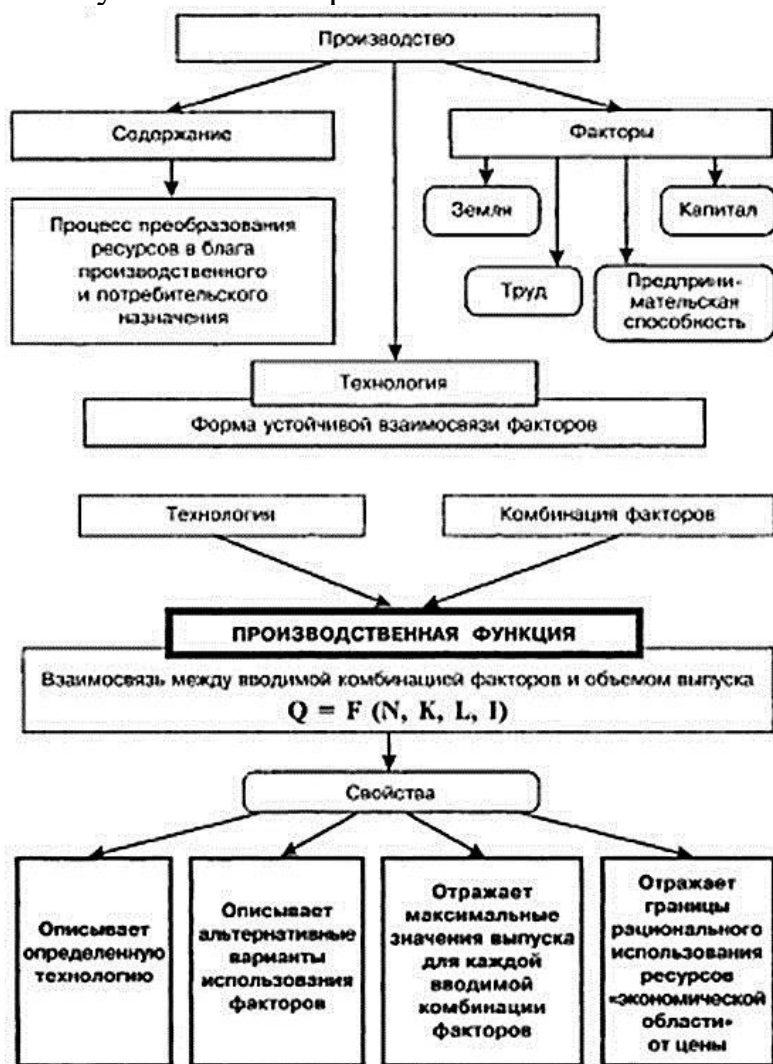 Производство
Содержание
Факторы
Процесс преобразования
ресурсов в блага
производственного
и потребительского
назначения
Земля
Капитал
Труд
Предприни-
мательская
способность
Технология
Форма устойчивой взаимосвязи факторов
Технология
Комбинация факторов
ПРОИЗВОДСТВЕННАЯ ФУНКЦИЯ
Взаимосвязь между вводимой комбинацией факторов и объемом выпуска
Q = F (N, K, L, I)
Свойства
Описывает
определенную
технологию
Описывает
альтернативные
варианты
использования
факторов
Отражает
максимальные
значения выпуска
для каждой
вводимой
комбинации
факторов
Отражает
границы
рационального
использования
ресурсов
«экономической
области»
от цены